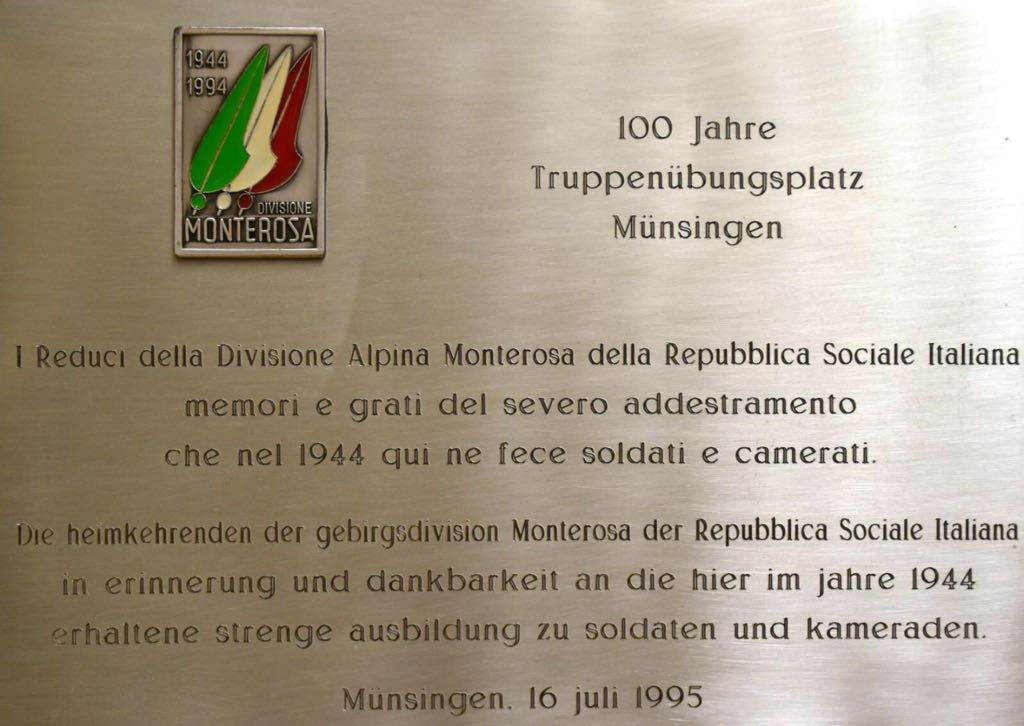 1944
1994
DIVISIONE
MONTEROSA
100 Jahre
Truppenübungsplatz
Münsingen
I Reduci della Divisione Alpina Monterosa della Repubblica Sociale Italiana
memori e grati del severo addestramento
che nel 1944 qui ne fece soldati e camerati.
Die heimkehrenden der gebirgsdivision Monterosa der Repubblica Sociale Italiana
in erinnerung und dankbarkeit an die hier im jahre 1944
erhaltene strenge ausbildung zu soldaten und kameraden.
Münsingen, 16 juli 1995